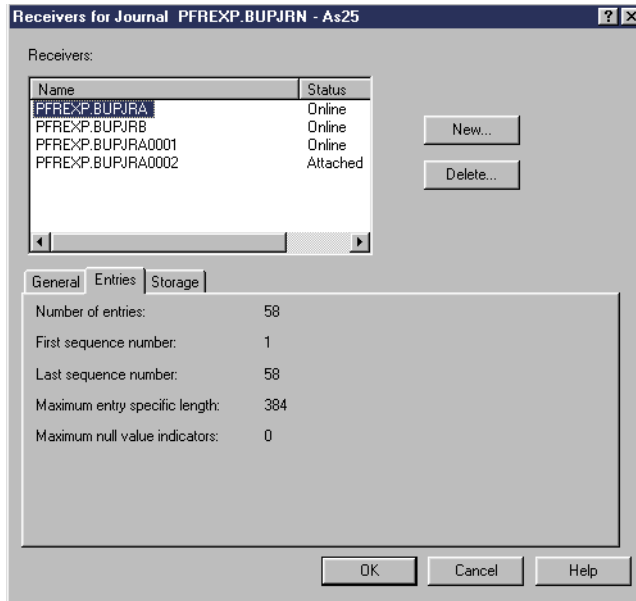 Receivers for Journal PFREXP.BUPJRN - As25
Receivers:
Name Status
PFREXP.BUPJRA Online
PFREXP.BUPJRB Online
PFREXP.BUPJRA0001 Online
PFREXP.BUPJRA0002 Attached
New...
Delete...
General Entries Storage
Number of entries: 58
First sequence number: 1
Last sequence number: 58
Maximum entry specific length: 384
Maximum null value indicators: 0
OK Cancel Help